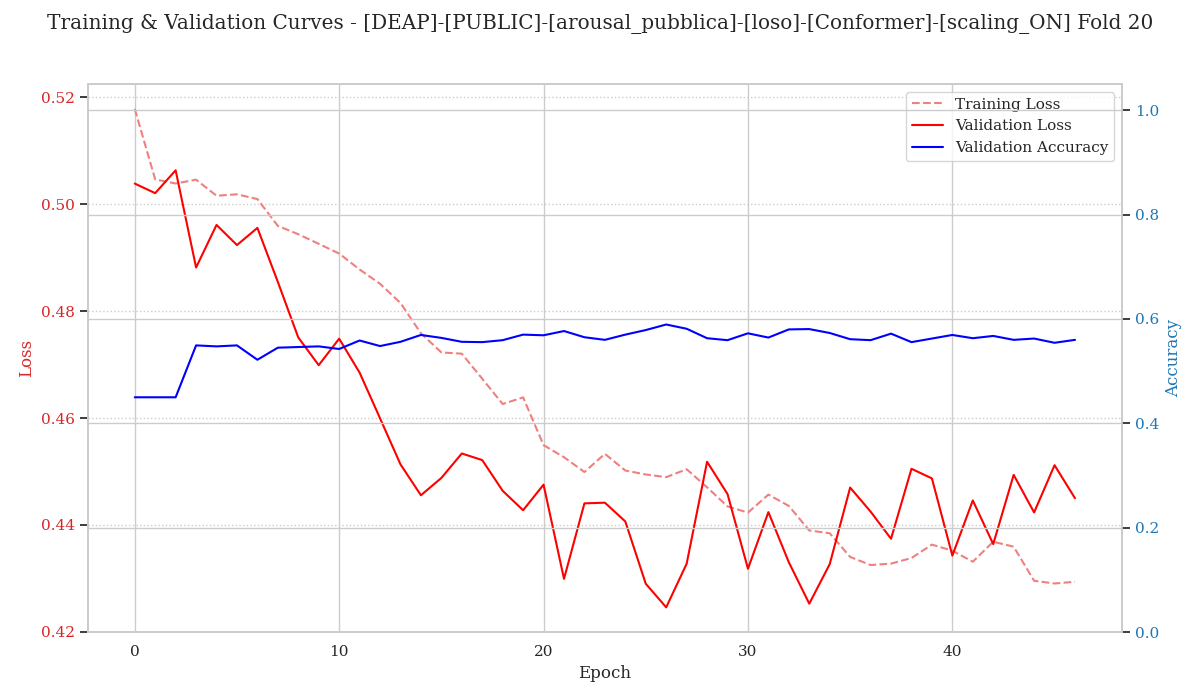 Training & Validation Curves - [DEAP]-[PUBLIC]-[arousal_pubblica]-[loso]-[Conformer]-[scaling_ON] Fold 20
Training Loss
Validation Loss
Validation Accuracy
0.52
0.50
0.48
0.46
0.44
0.42
Loss
1.0
0.8
0.6
0.4
0.2
0.0
Accuracy
0
10
20
30
40
Epoch